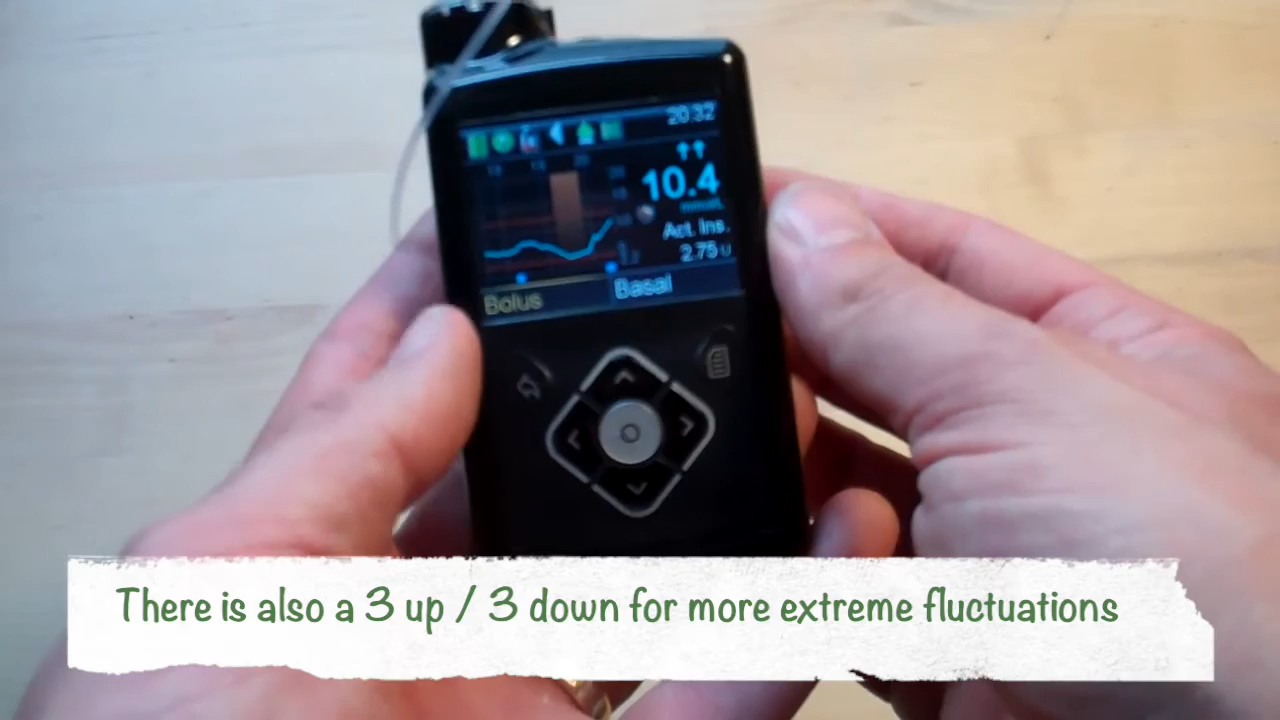 20:32
10.4
mmol/L
Act. Ins.
2.75 U
Bolus
Basal
There is also a 3 up / 3 down for more extreme fluctuations